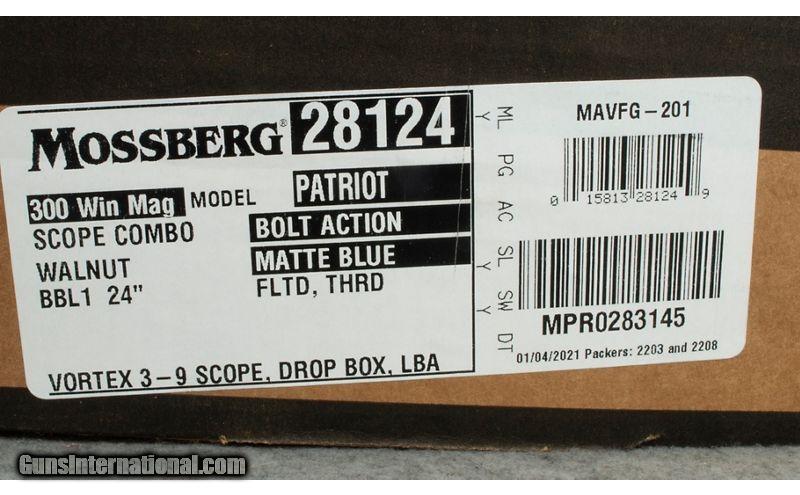 MOSSBERG® 28124
300 Win Mag MODEL PATRIOT
SCOPE COMBO BOLT ACTION
WALNUT MATTE BLUE
BBL1 24" FLTD, THRD
VORTEX 3-9 SCOPE, DROP BOX, LBA
ML PG AC SL SW DT
Y Y Y
MAVFG-201
0 15813 28124 9
MPR0283145
01/04/2021 Packers: 2203 and 2208
GunsInternational.com